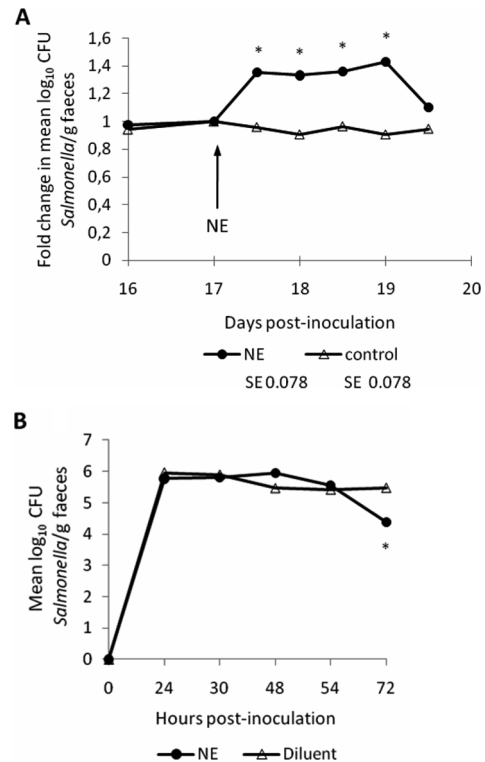 A
Fold change in mean log10 CFU
Salmonella/g faeces
1,6
1,4
1,2
1
0,8
0,6
0,4
0,2
0
* * * *
NE
16 17 18 19 20
Days post-inoculation
NE control
SE 0.078 SE 0.078
B
Mean log10 CFU
Salmonella/g faeces
7
6
5
4
3
2
1
0
*
0 24 30 48 54 72
Hours post-inoculation
NE Diluent